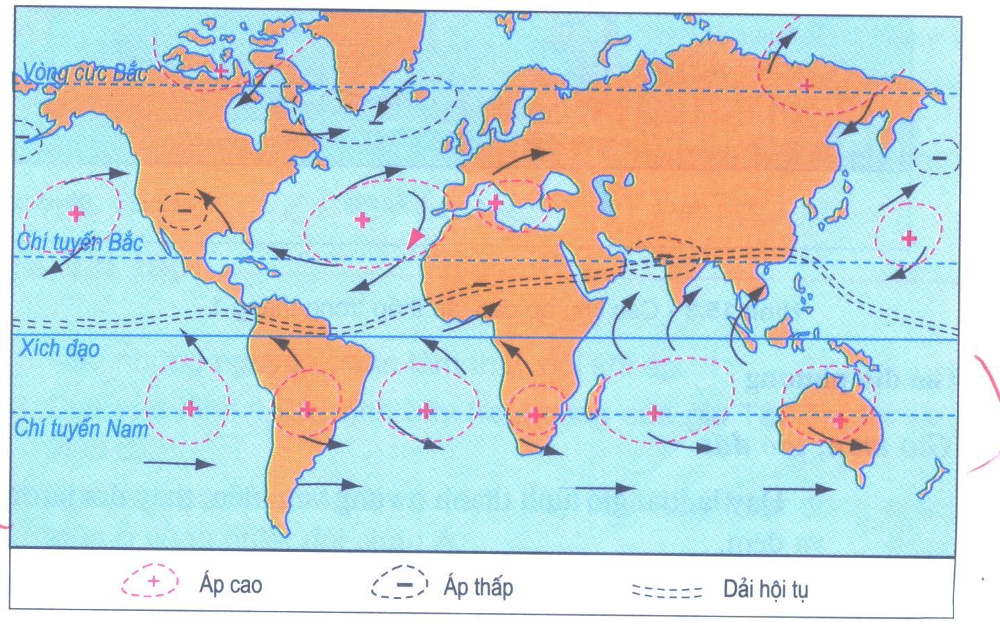 Vòng cực Bắc
Chí tuyến Bắc
Xích đạo
Chí tuyến Nam
Áp cao
Áp thấp
Dải hội tụ